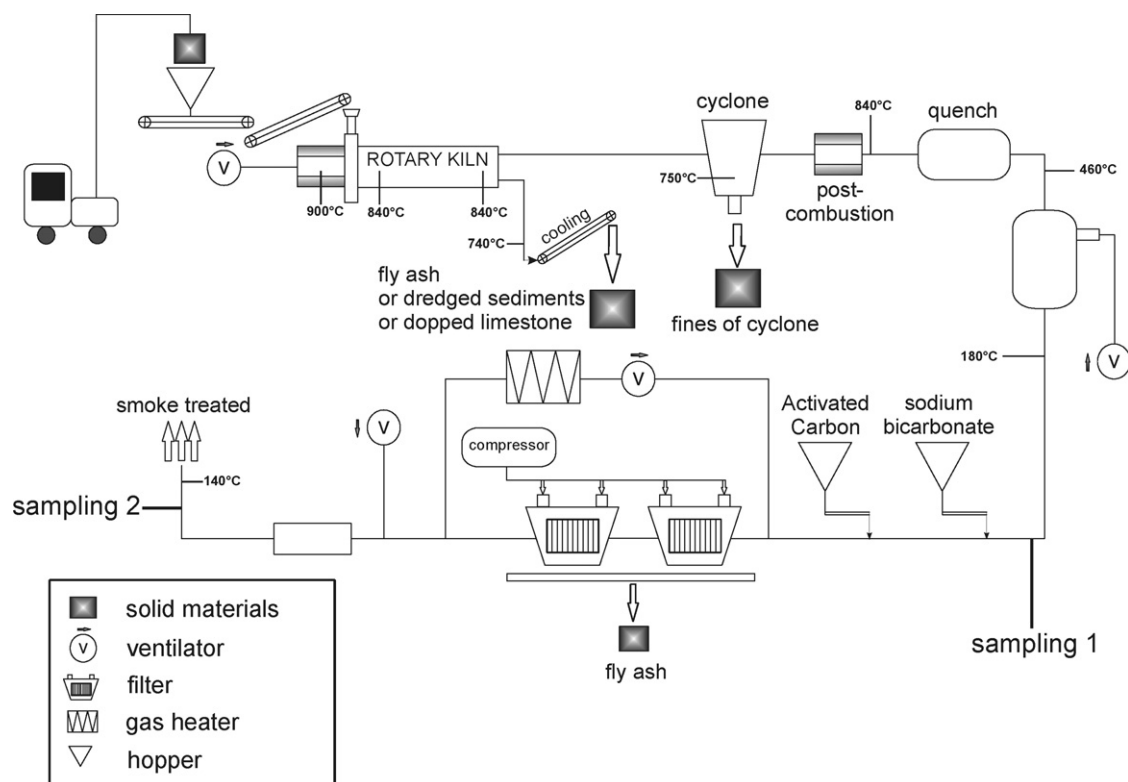 cyclone
840°C
quench
V
ROTARY KILN
750°C
460°C
900°C
840°C
840°C
post-
combustion
740°C
cooling
fly ash
or dredged sediments
or dopped limestone
fines of cyclone
180°C
V
V
smoke treated
V
Activated
Carbon
sodium
bicarbonate
compressor
140°C
sampling 2
solid materials
V
ventilator
filter
gas heater
hopper
fly ash
sampling 1